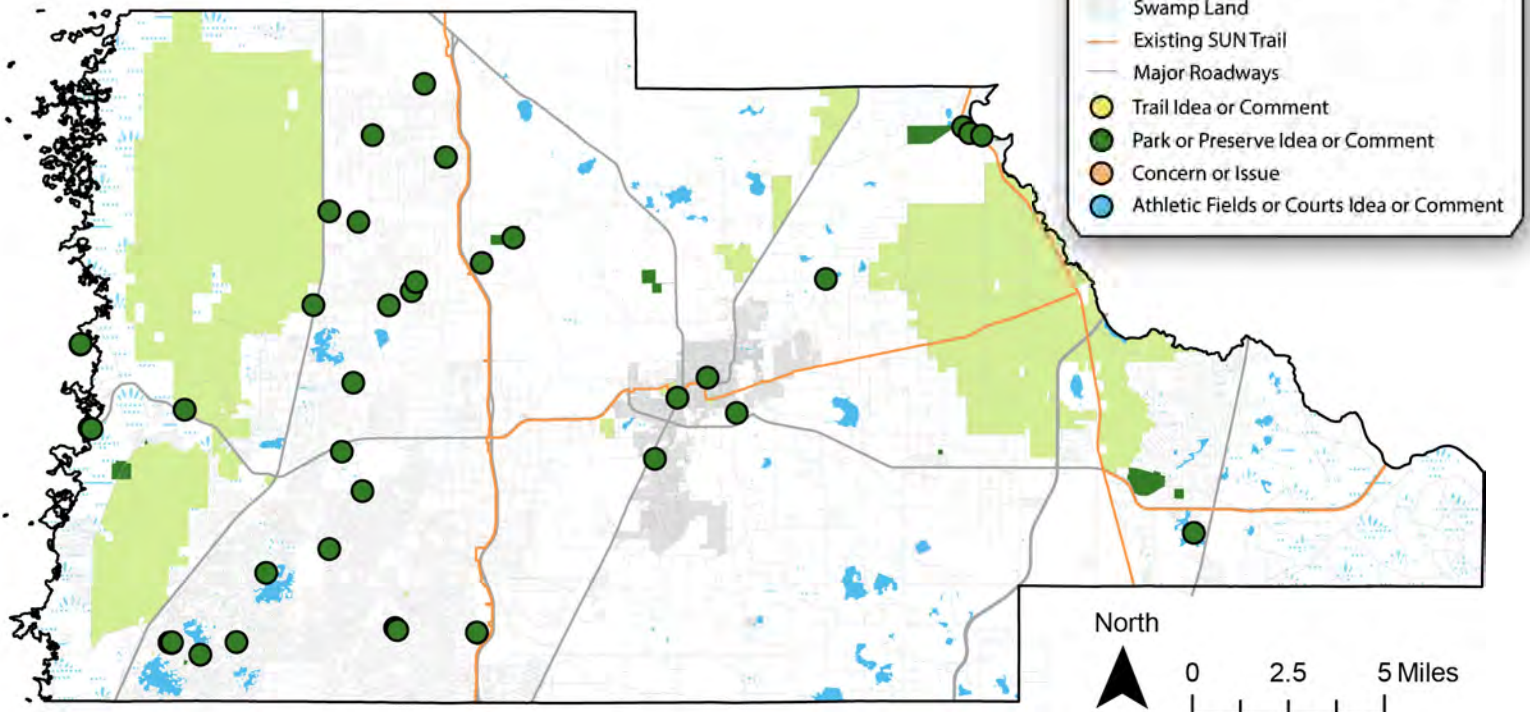 Swamp Land
Existing SUN Trail
Major Roadways
Trail Idea or Comment
Park or Preserve Idea or Comment
Concern or Issue
Athletic Fields or Courts Idea or Comment
North
0 2.5 5 Miles